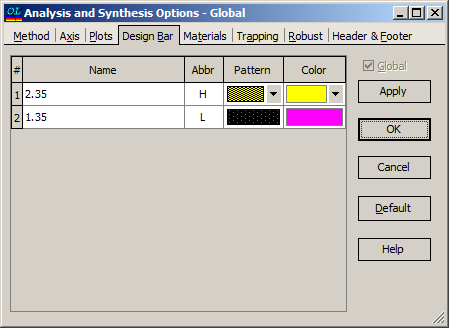 OL Analysis and Synthesis Options - Global
Method Axis Plots Design Bar Materials Trapping Robust Header & Footer
# Name Abbr Pattern Color
1 2.35 H
2 1.35 L
Global
Apply
OK
Cancel
Default
Help